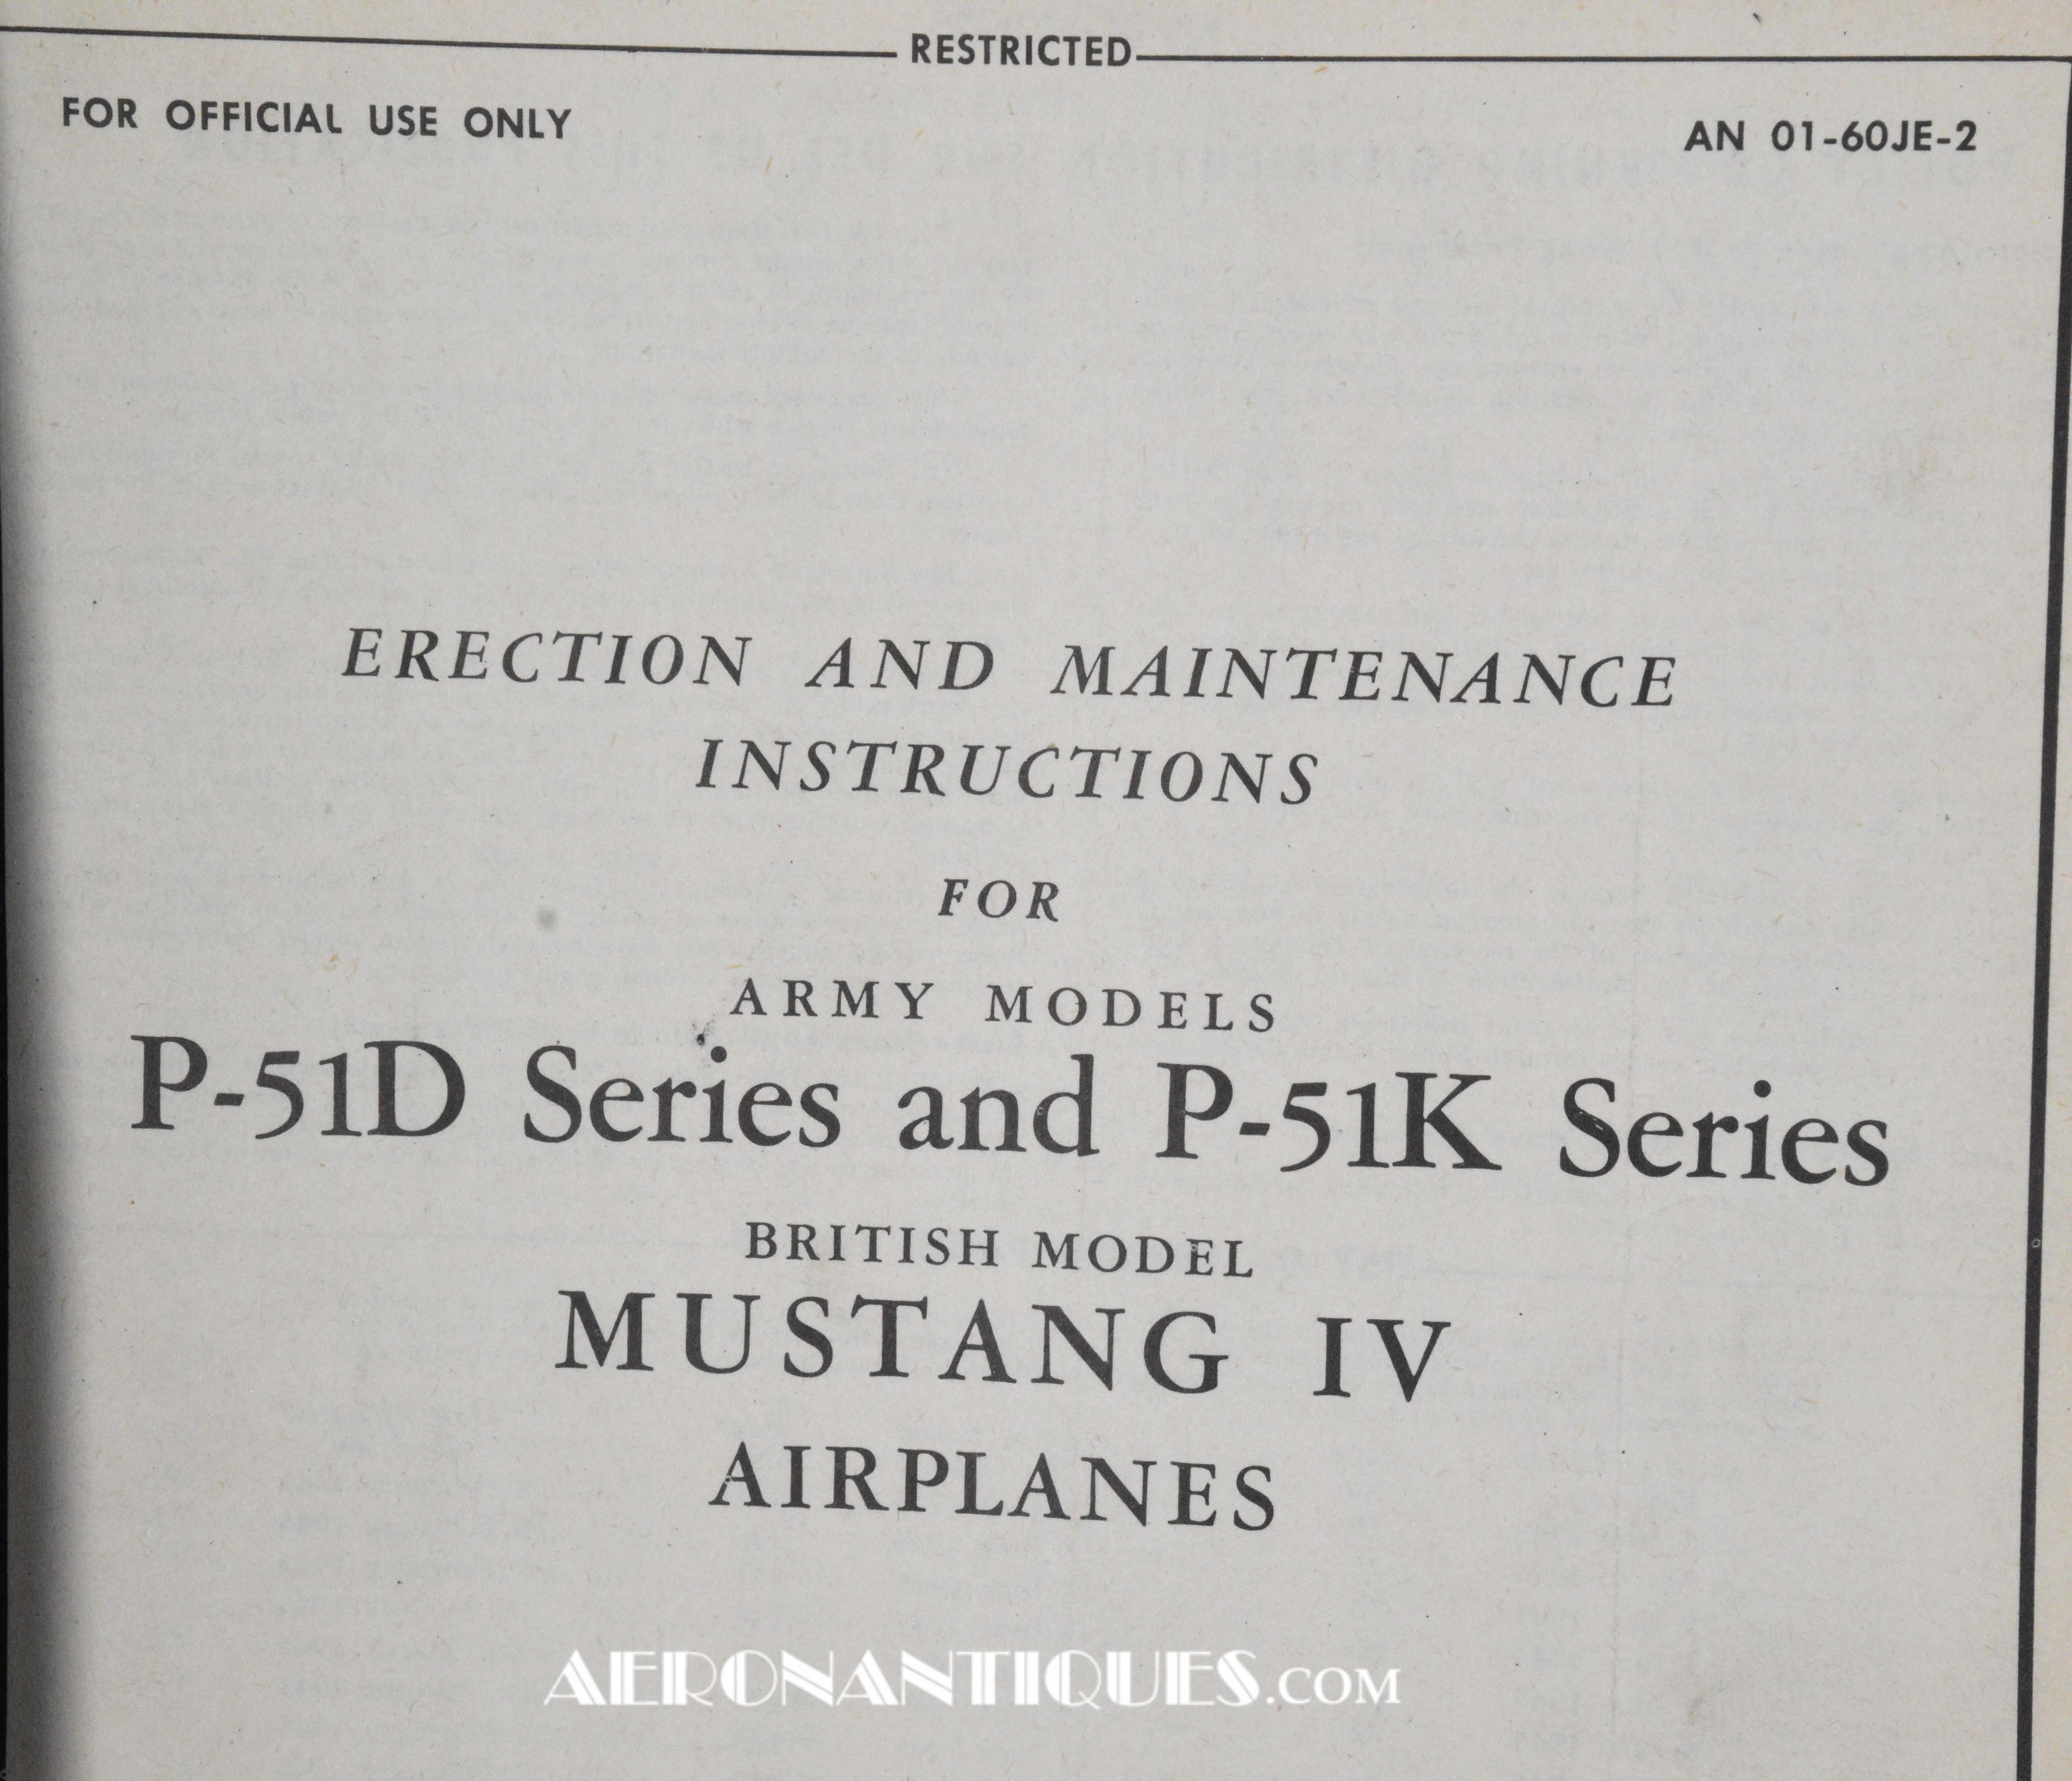 RESTRICTED
FOR OFFICIAL USE ONLY
AN 01-60JE-2
ERECTION AND MAINTENANCE
INSTRUCTIONS
FOR
ARMY MODELS
P-51D Series and P-51K Series
BRITISH MODEL
MUSTANG IV
AIRPLANES
AERONANTIQUES.COM